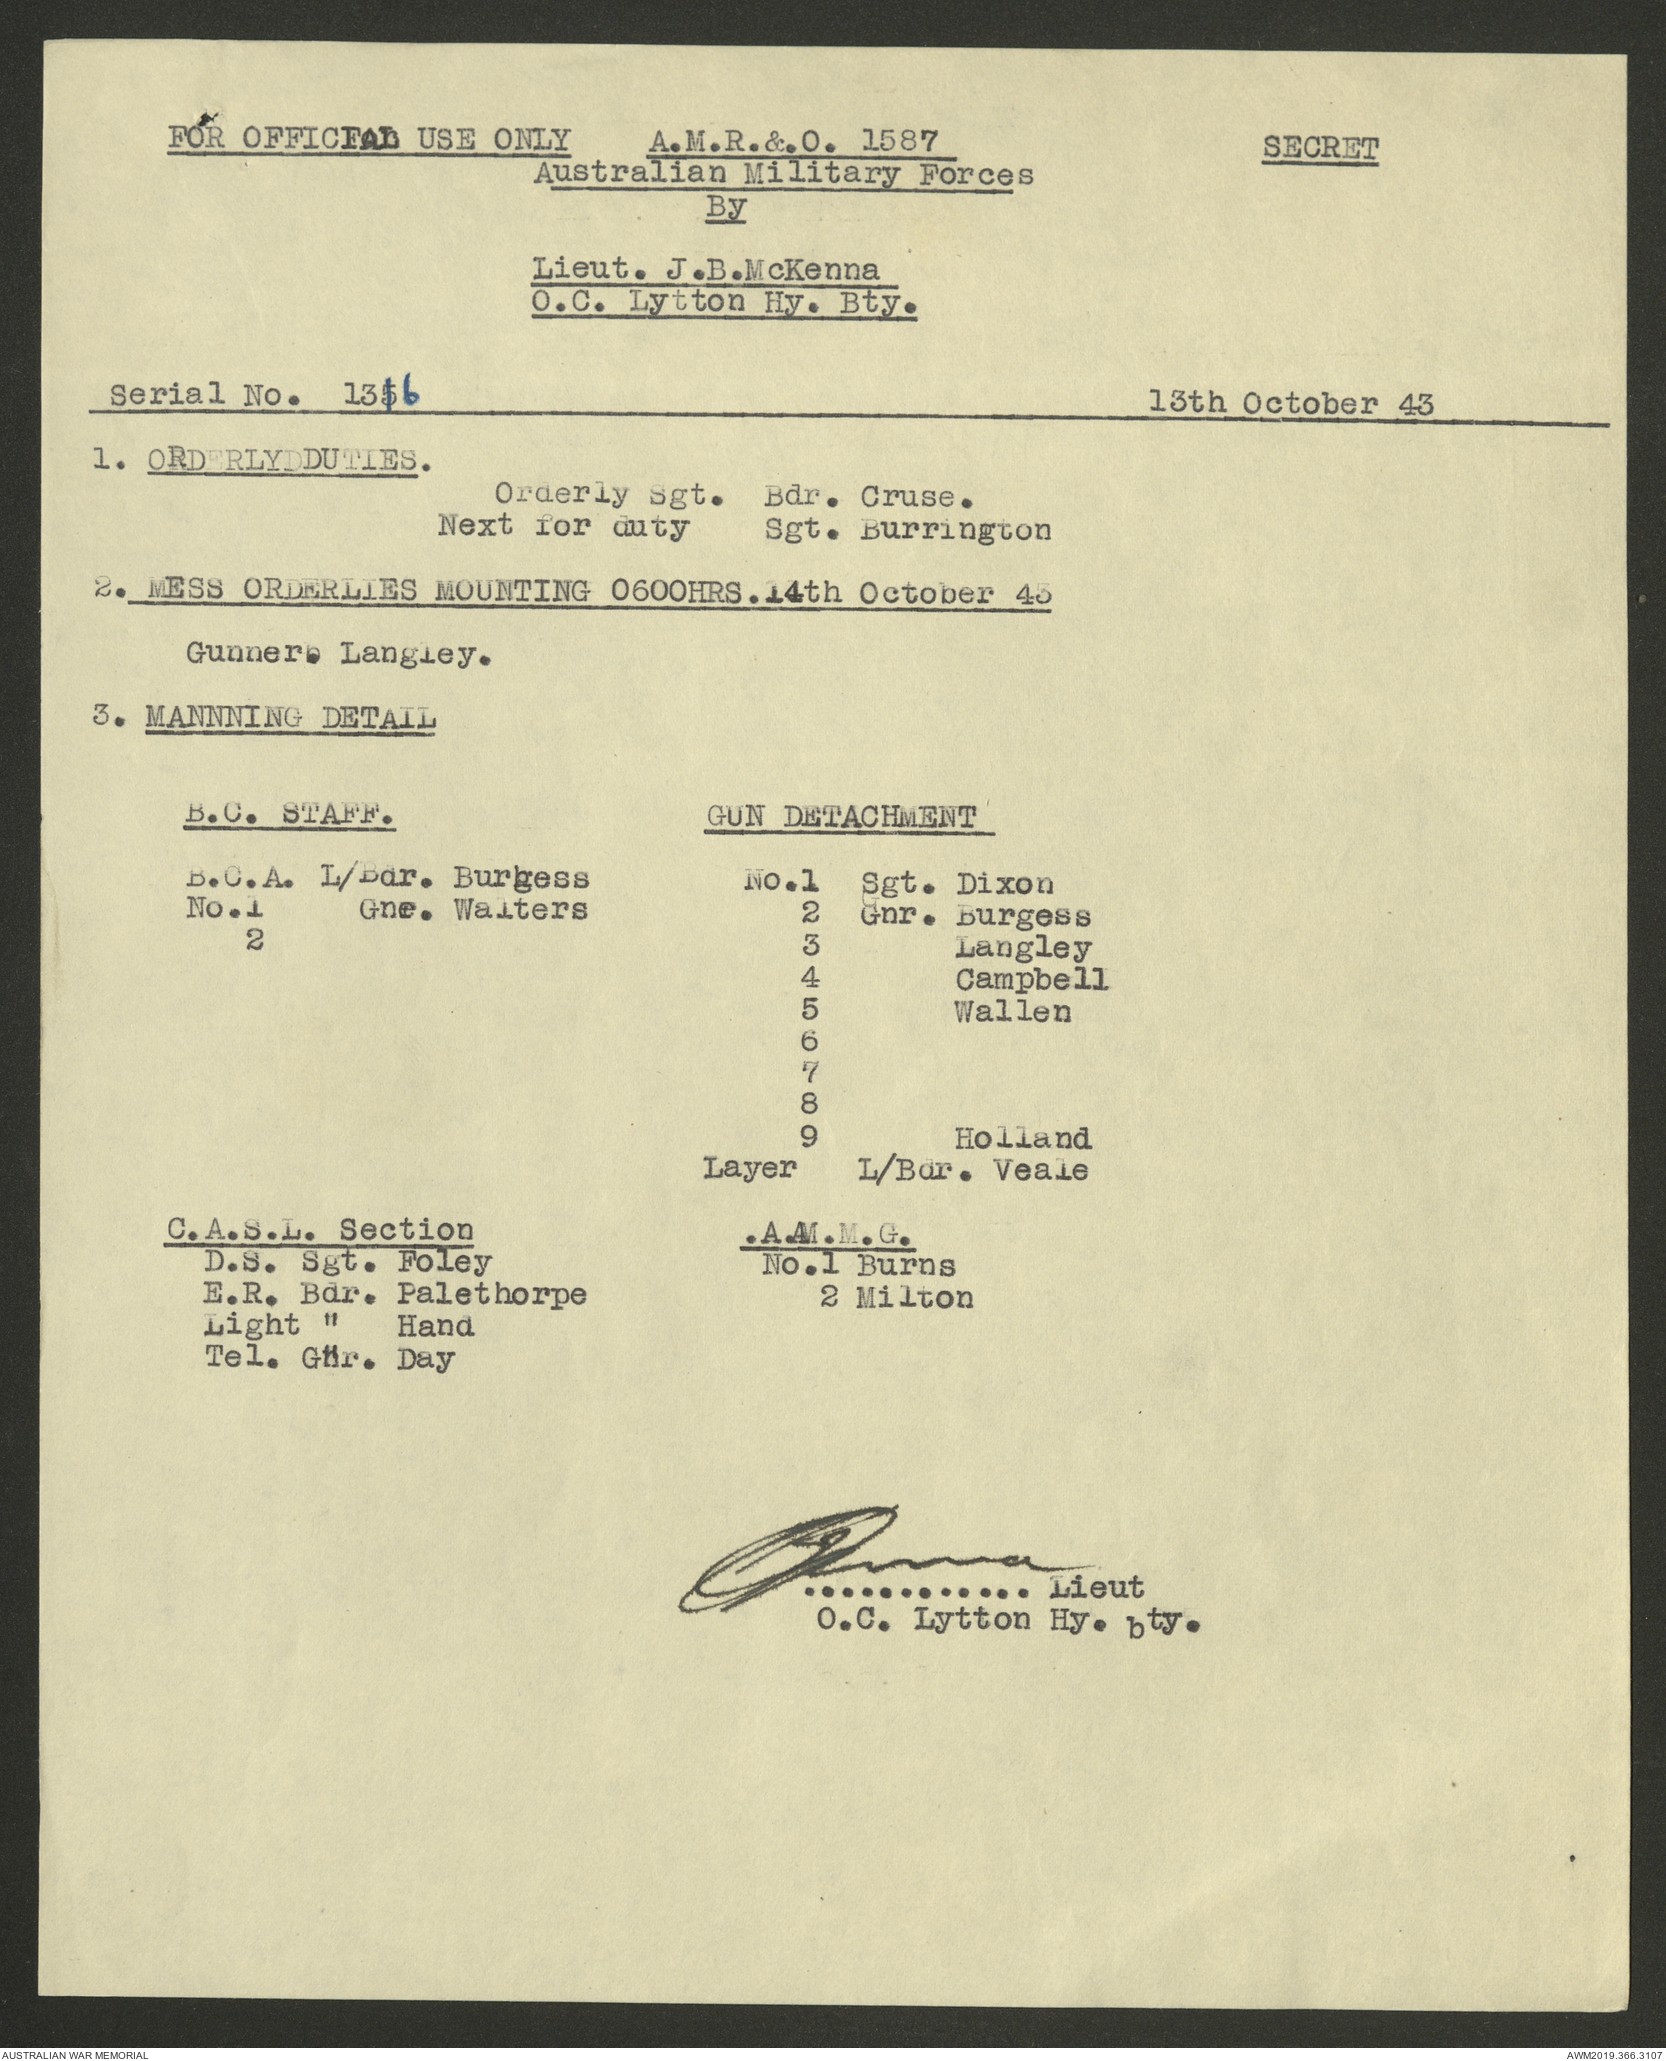 FOR OFFICIAL USE ONLY A.M.R.&.O. 1587 SECRET
Australian Military Forces
By
Lieut. J.B.McKenna
O.C. Lytton Hy. Bty.
Serial No. 1316 13th October 43
1. ORDERLYDDUTIES.
Orderly Sgt. Bdr. Cruse.
Next for duty Sgt. Burrington
2. MESS ORDERLIES MOUNTING 0600HRS.14th October 43
Gunner Langley.
3. MANNNING DETAIL
B.C. STAFF. GUN DETACHMENT
B.C.A. L/Bdr. Burgess No.1 Sgt. Dixon
No.1 Gnr. Walters 2 Gnr. Burgess
2 3 Langley
4 Campbell
5 Wallen
6
7
8
9 Holland
Layer L/Bdr. Veale
C.A.S.L. Section .A.A.M.M.G.
D.S. Sgt. Foley No.1 Burns
E.R. Bdr. Palethorpe 2 Milton
Light " Hand
Tel. Gnr. Day
............ Lieut
O.C. Lytton Hy. bty.
AUSTRALIAN WAR MEMORIAL AWM2019.366.3107